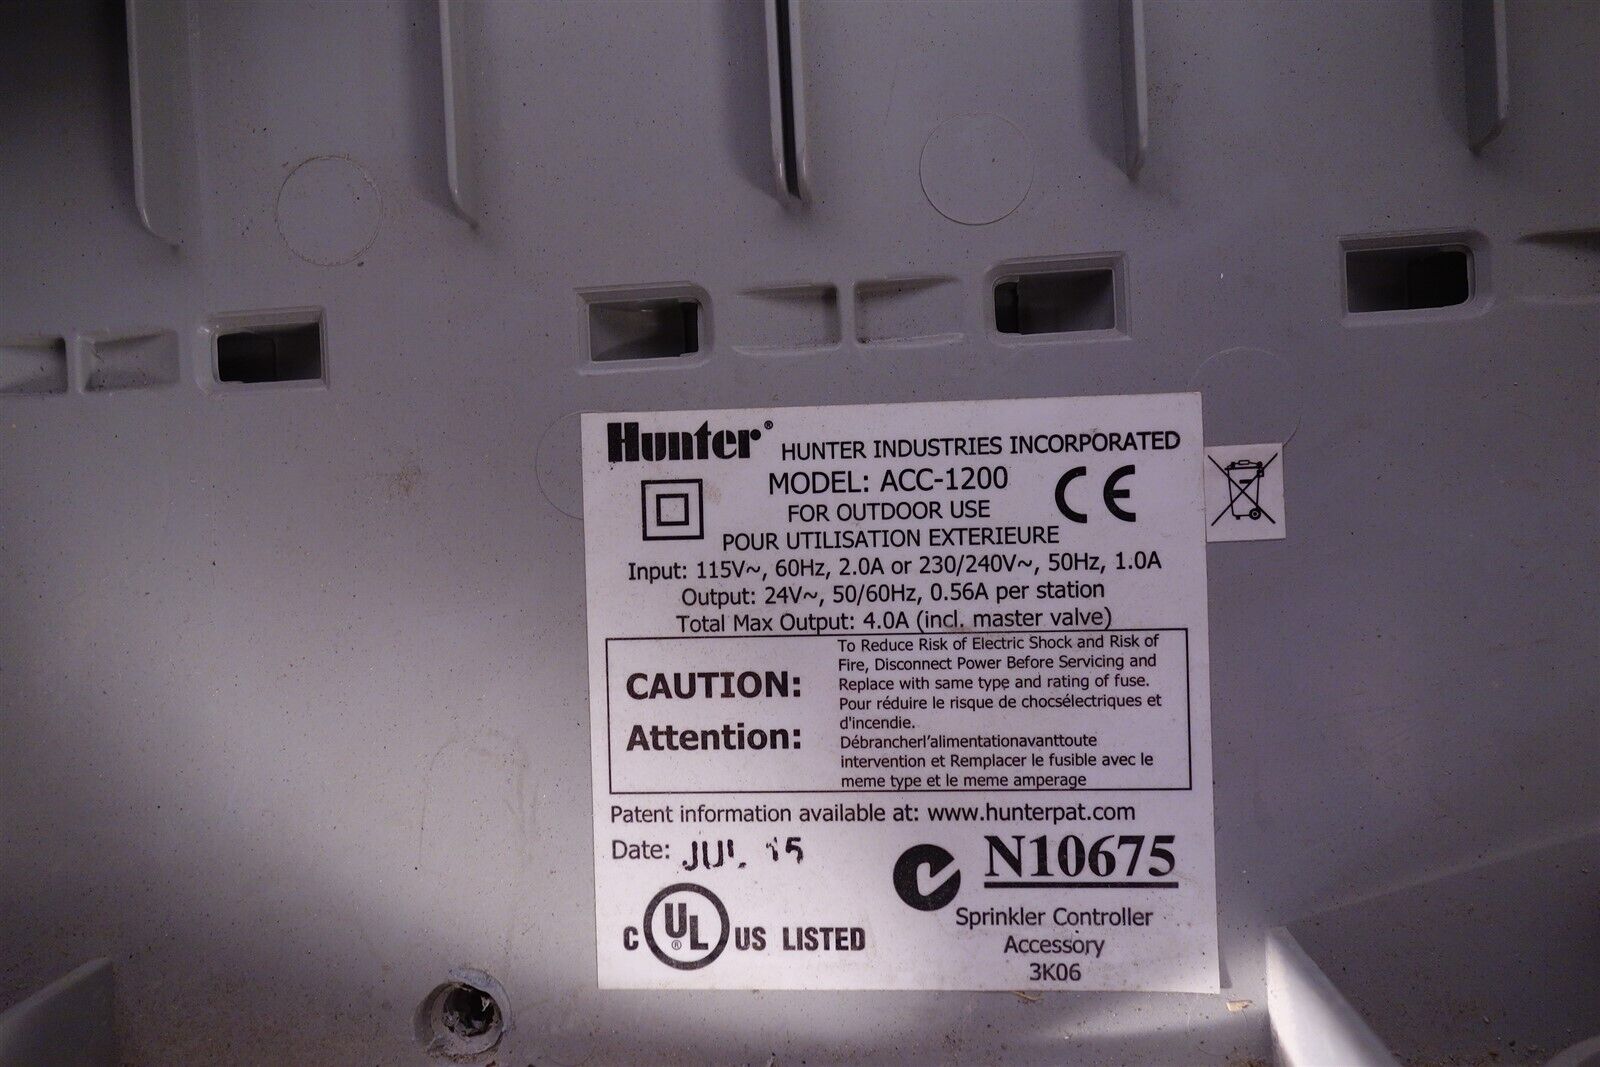 Hunter® HUNTER INDUSTRIES INCORPORATED
MODEL: ACC-1200
CE
FOR OUTDOOR USE
POUR UTILISATION EXTERIEURE
Input: 115V~, 60Hz, 2.0A or 230/240V~, 50Hz, 1.0A
Output: 24V~, 50/60Hz, 0.56A per station
Total Max Output: 4.0A (incl. master valve)
CAUTION:
Attention:
To Reduce Risk of Electric Shock and Risk of
Fire, Disconnect Power Before Servicing and
Replace with same type and rating of fuse.
Pour réduire le risque de chocsélectriques et
d'incendie.
Débrancherl'alimentationavanttoute
intervention et Remplacer le fusible avec le
meme type et le meme amperage
Patent information available at: www.hunterpat.com
Date: JUL 15
N10675
C UL® US LISTED
Sprinkler Controller
Accessory
3K06